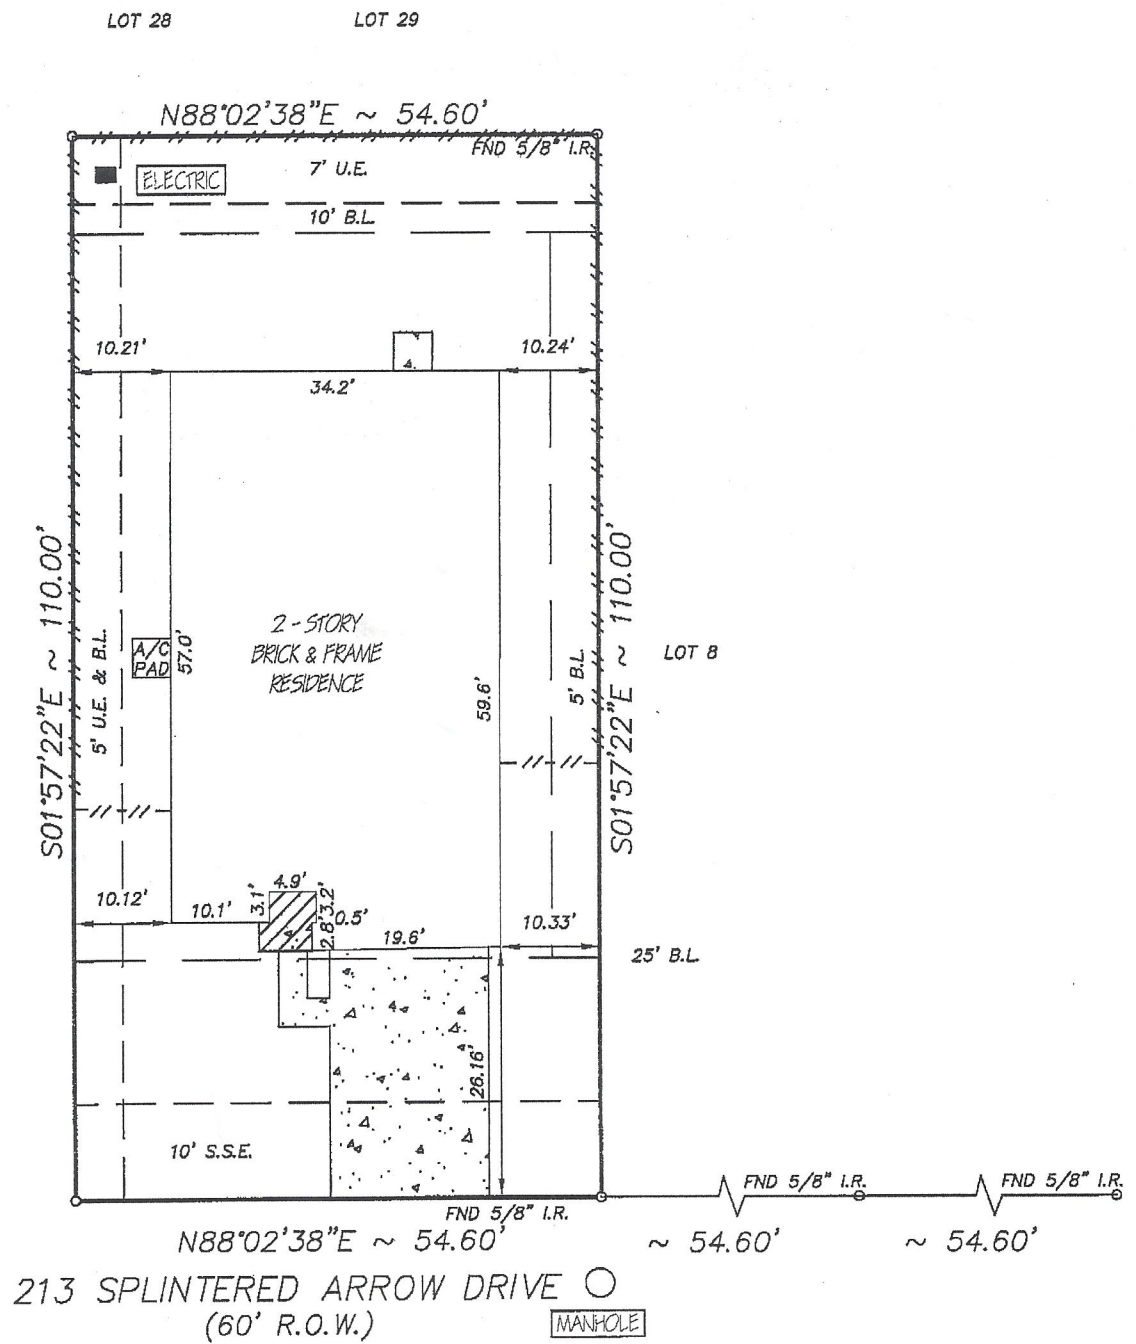 LOT 28
LOT 29
N88°02'38"E ~ 54.60'
FND 5/8" I.R.
ELECTRIC
7' U.E.
10' B.L.
10.21'
10.24'
34.2'
S01°57'22"E ~ 110.00'
5' U.E. & B.L.
A/C
PAD
57.0'
2-STORY
BRICK & FRAME
RESIDENCE
59.6'
5' B.L.
S01°57'22"E ~ 110.00'
LOT 8
10.12'
10.1'
3.1'
4.9'
3.2'
2.8'
0.5'
19.6'
10.33'
25' B.L.
26.16'
10' S.S.E.
FND 5/8" I.R.
FND 5/8" I.R.
FND 5/8" I.R.
N88°02'38"E ~ 54.60'
~ 54.60'
~ 54.60'
213 SPLINTERED ARROW DRIVE
(60' R.O.W.)
MANHOLE